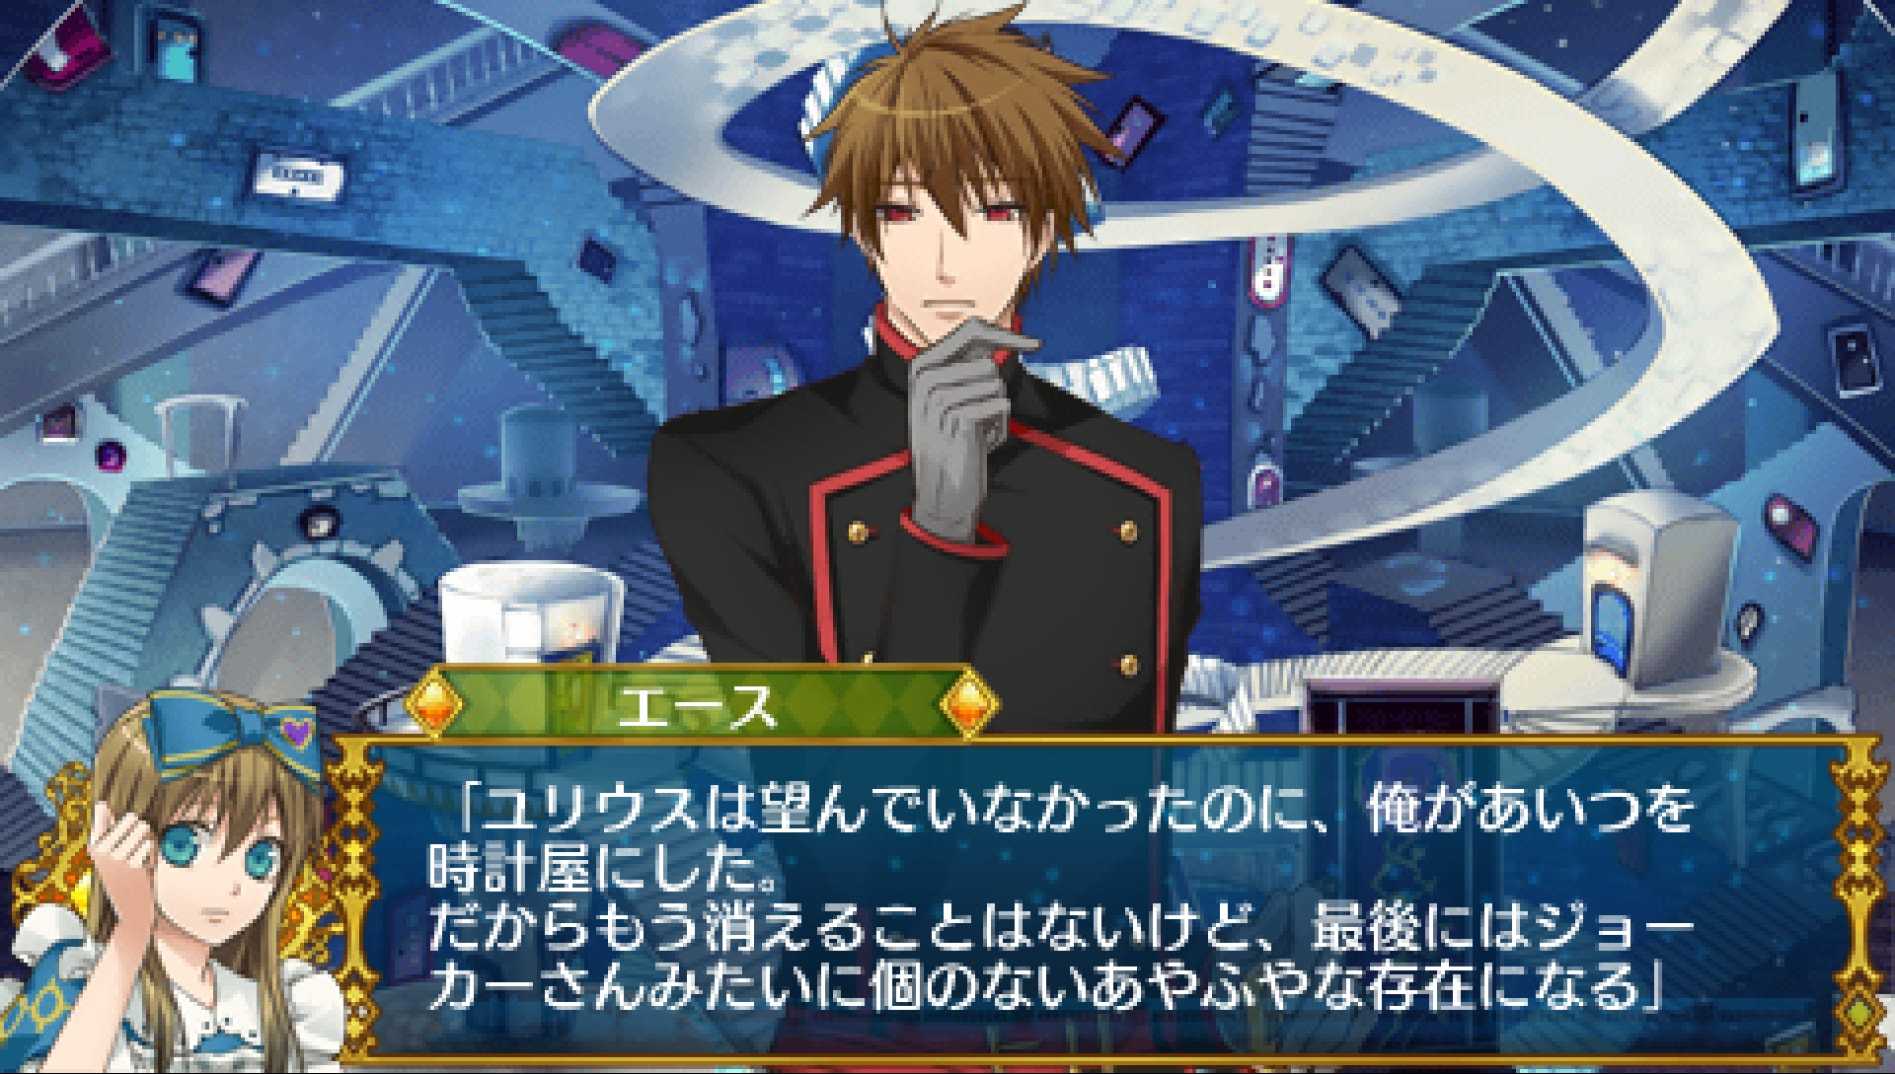 エース
「ユリウスは望んでいなかったのに、俺があいつを
時計屋にした。
だからもう消えることはないけど、最後にはジョー
カーさんみたいに個のないあやふやな存在になる」